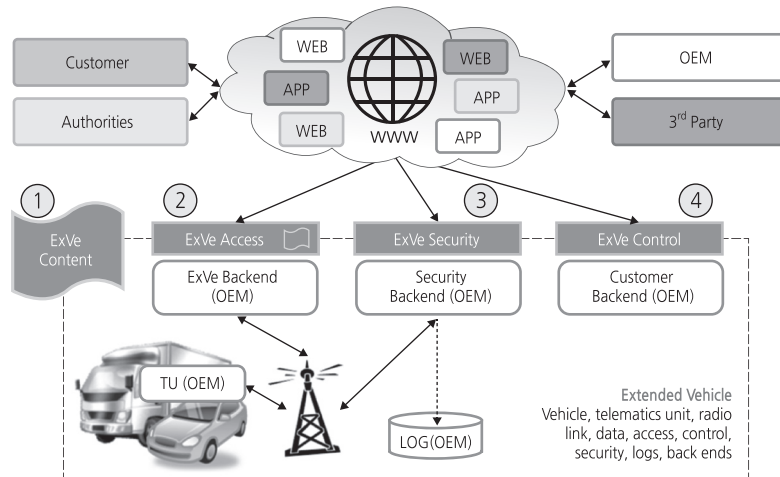 Customer
Authorities
WEB
APP
WEB
WWW
WEB
APP
APP
OEM
3rd Party
1
ExVe
Content
2
ExVe Access
ExVe Backend
(OEM)
3
ExVe Security
Security
Backend (OEM)
4
ExVe Control
Customer
Backend (OEM)
TU (OEM)
LOG(OEM)
Extended Vehicle
Vehicle, telematics unit, radio
link, data, access, control,
security, logs, back ends